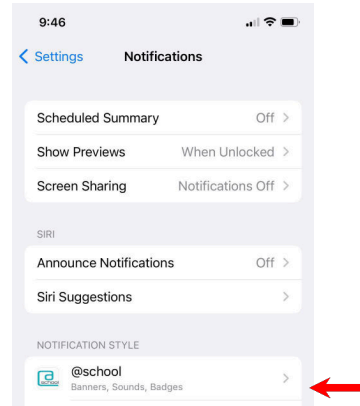 9:46
Settings Notifications
Scheduled Summary Off
Show Previews When Unlocked
Screen Sharing Notifications Off
SIRI
Announce Notifications Off
Siri Suggestions
NOTIFICATION STYLE
@school
Banners, Sounds, Badges